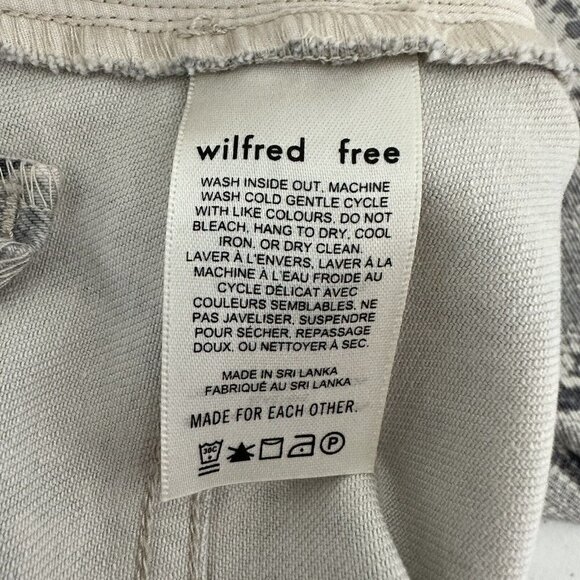 wilfred free
WASH INSIDE OUT, MACHINE
WASH COLD GENTLE CYCLE
WITH LIKE COLOURS. DO NOT
BLEACH, HANG TO DRY, COOL
IRON, OR DRY CLEAN.
LAVER À L'ENVERS, LAVER À LA
MACHINE À L'EAU FROIDE AU
CYCLE DÉLICAT AVEC
COULEURS SEMBLABLES. NE
PAS JAVELISER, SUSPENDRE
POUR SÉCHER, REPASSAGE
DOUX, OU NETTOYER À SEC.
MADE IN SRI LANKA
FABRIQUÉ AU SRI LANKA
MADE FOR EACH OTHER.
30C P